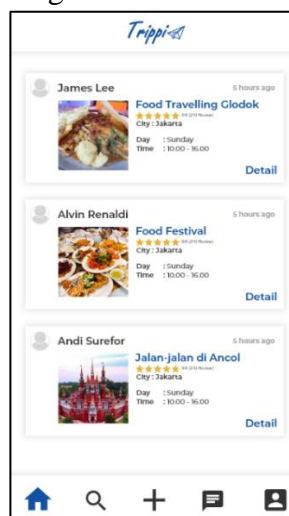 Trippi
James Lee
5 hours ago
Food Travelling Glodok
City : Jakarta
Day : Sunday
Time : 10.00 - 16.00
Detail
Alvin Renaldi
5 hours ago
Food Festival
City : Jakarta
Day : Sunday
Time : 10.00 - 16.00
Detail
Andi Surefor
5 hours ago
Jalan-jalan di Ancol
City : Jakarta
Day : Sunday
Time : 10.00 - 16.00
Detail